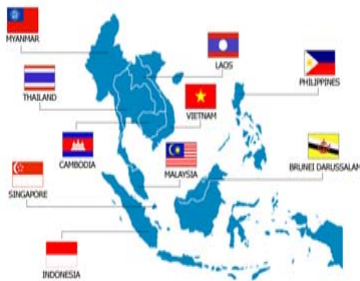 MYANMAR
LAOS
PHILIPPINES
THAILAND
VIETNAM
CAMBODIA
MALAYSIA
BRUNEI DARUSSALAM
SINGAPORE
INDONESIA